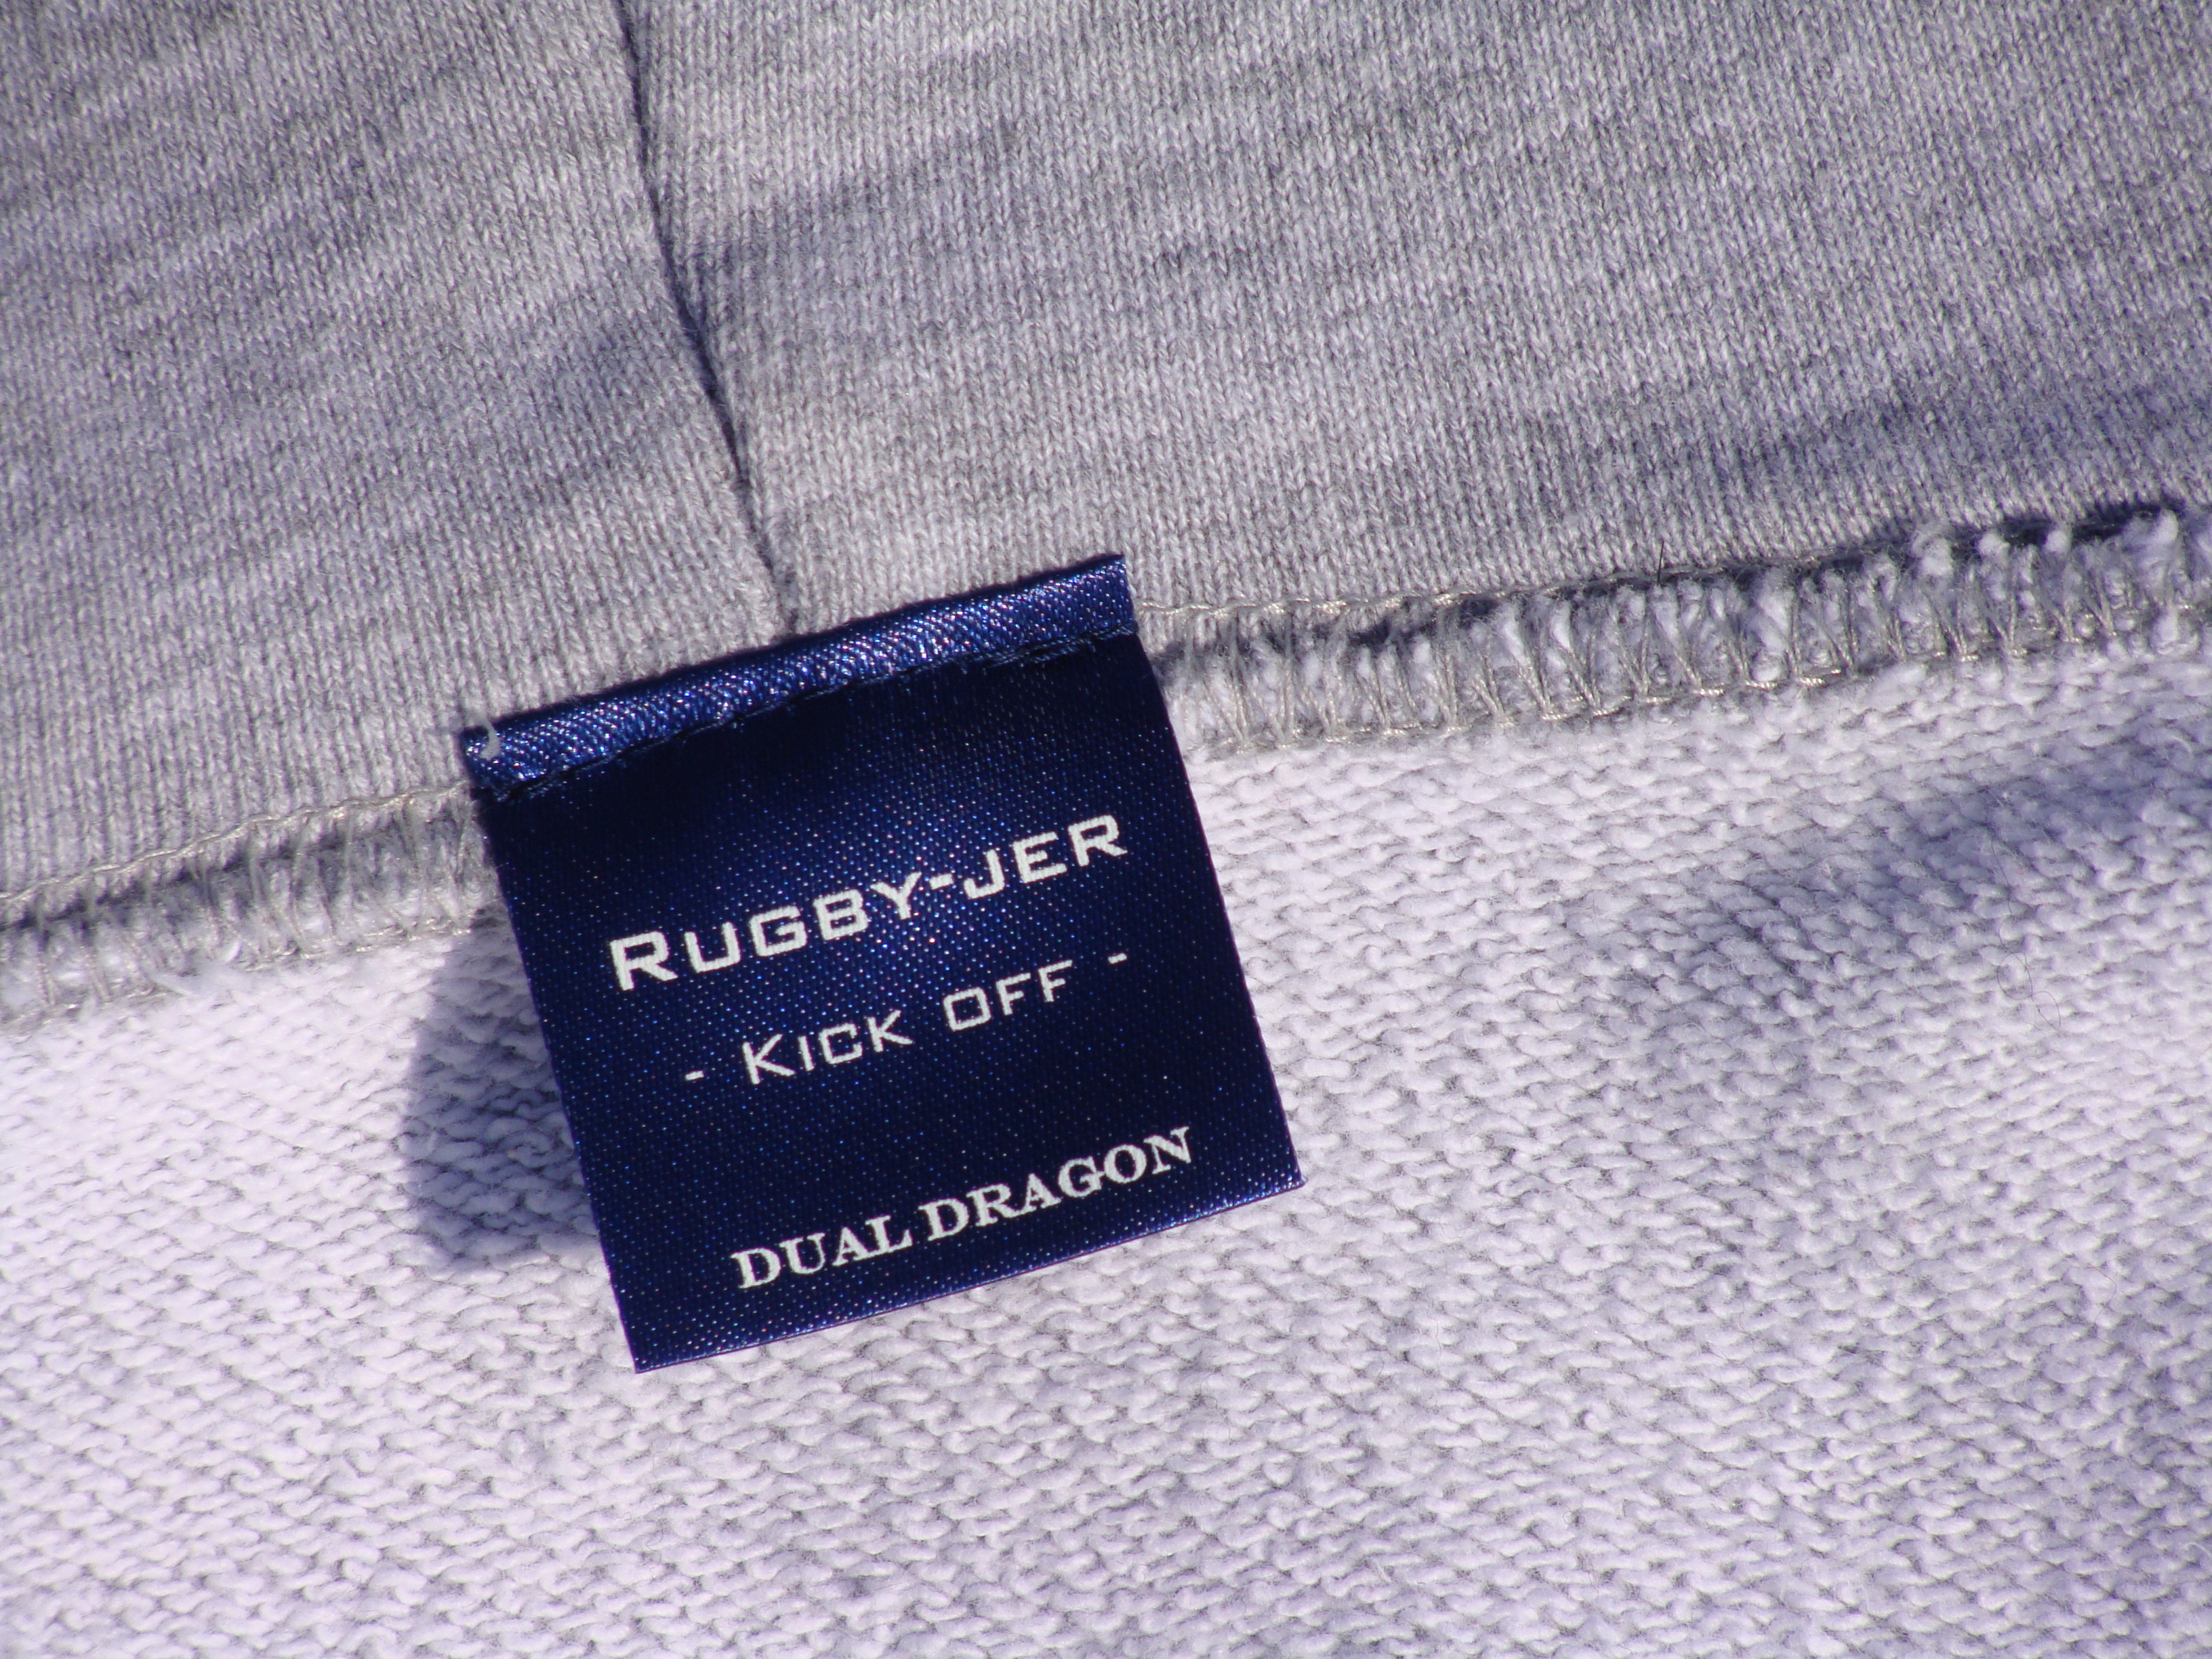 RUGBY-JER
- KICK OFF -
DUAL DRAGON